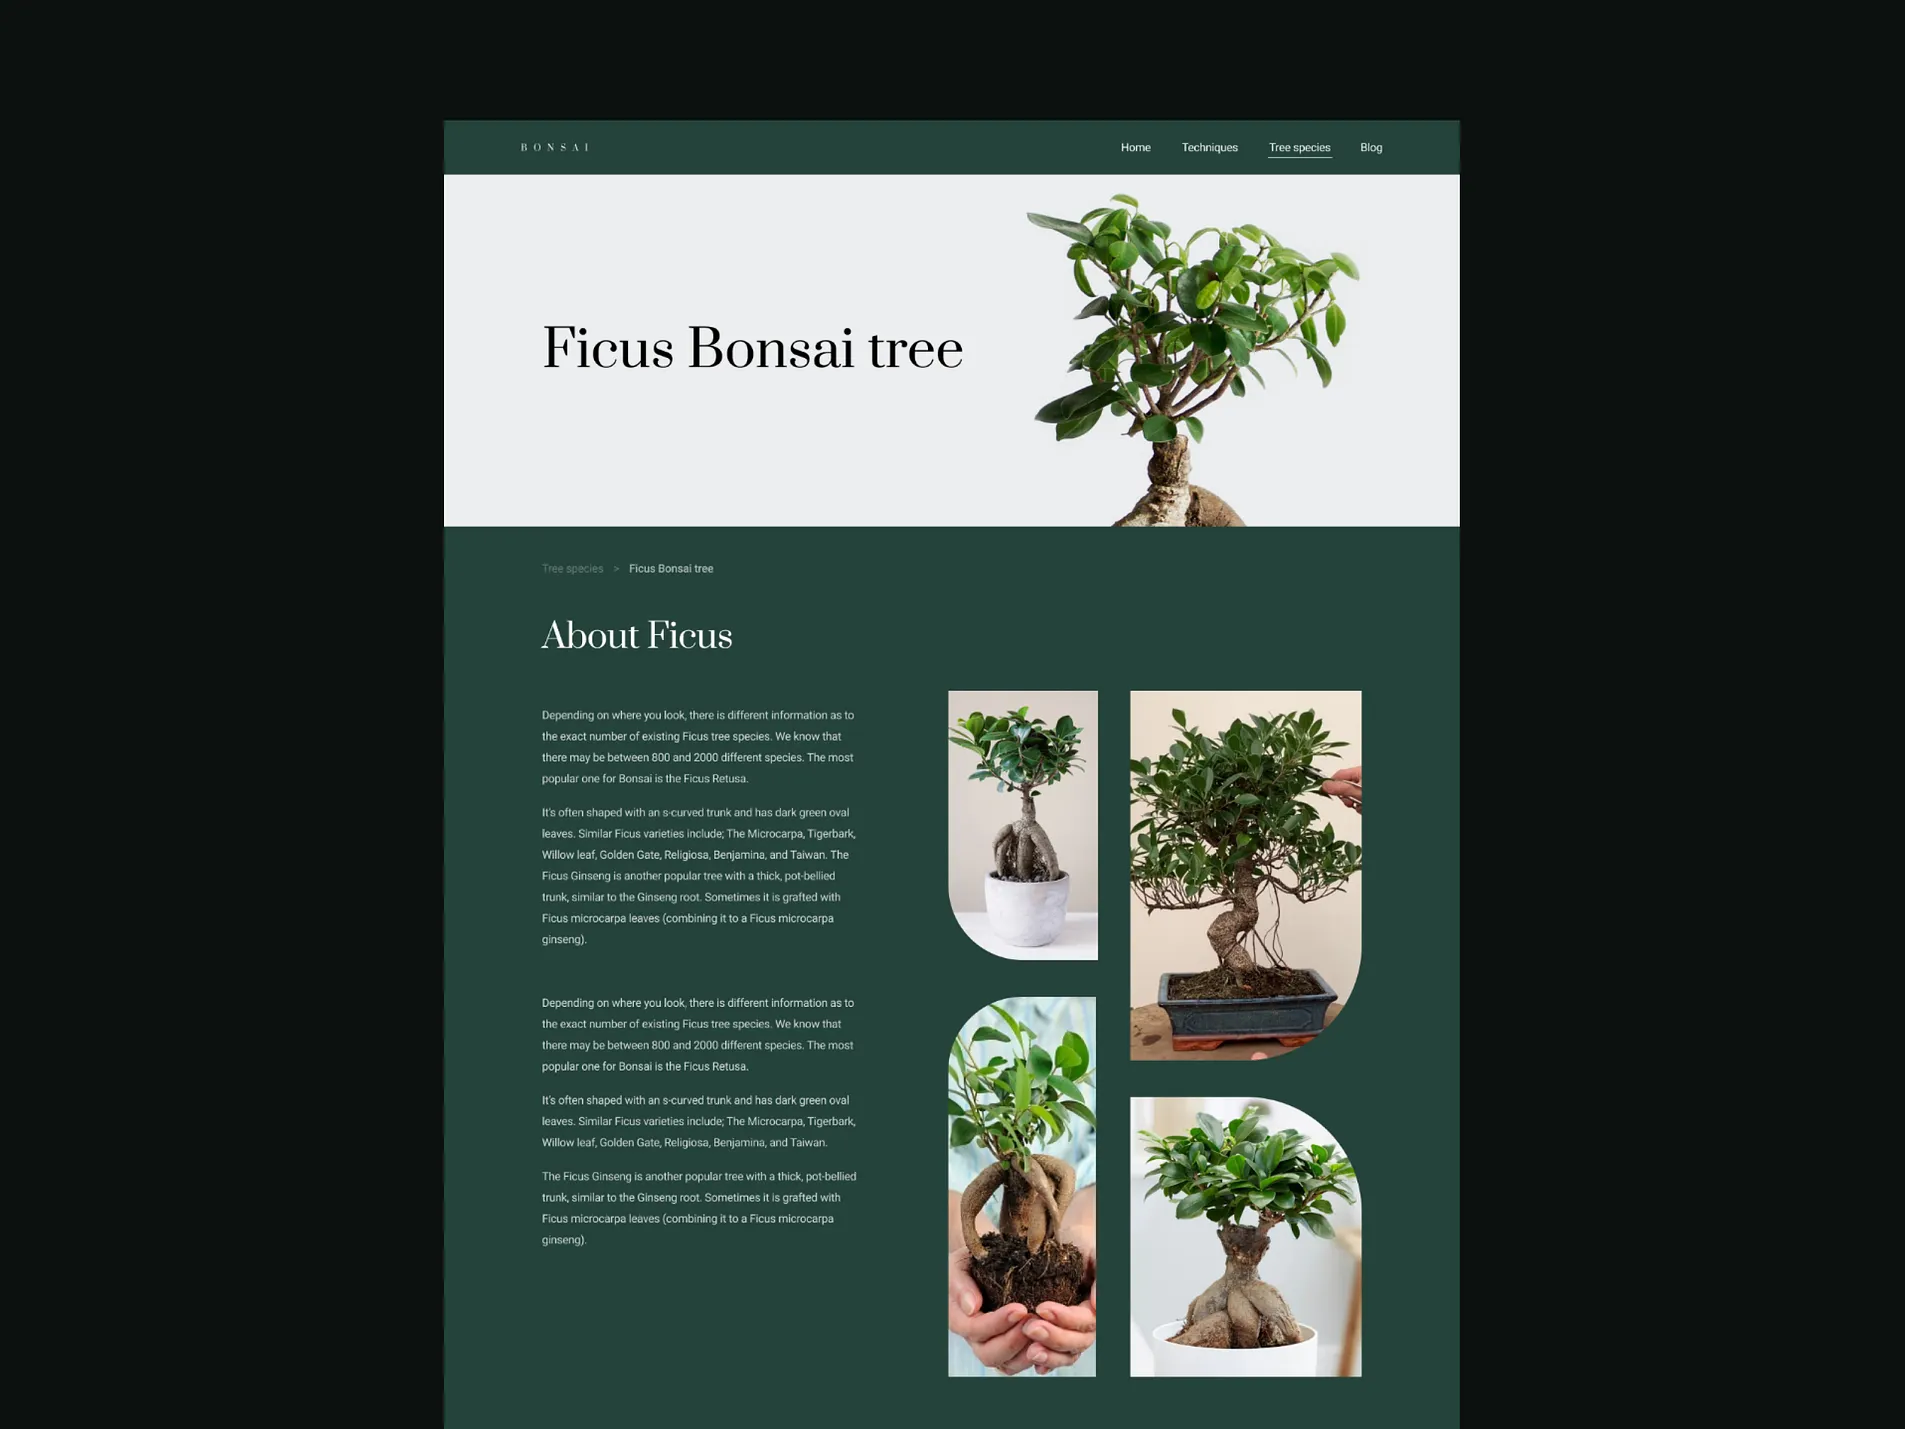 BONSAI
Home Techniques Tree species Blog
Ficus Bonsai tree
Tree species > Ficus Bonsai tree
About Ficus
Depending on where you look, there is different information as to
the exact number of existing Ficus tree species. We know that
there may be between 800 and 2000 different species. The most
popular one for Bonsai is the Ficus Retusa.
It's often shaped with an s-curved trunk and has dark green oval
leaves. Similar Ficus varieties include; The Microcarpa, Tigerbark,
Willow leaf, Golden Gate, Religiosa, Benjamina, and Taiwan. The
Ficus Ginseng is another popular tree with a thick, pot-bellied
trunk, similar to the Ginseng root. Sometimes it is grafted with
Ficus microcarpa leaves (combining it to a Ficus microcarpa
ginseng).
Depending on where you look, there is different information as to
the exact number of existing Ficus tree species. We know that
there may be between 800 and 2000 different species. The most
popular one for Bonsai is the Ficus Retusa.
It's often shaped with an s-curved trunk and has dark green oval
leaves. Similar Ficus varieties include; The Microcarpa, Tigerbark,
Willow leaf, Golden Gate, Religiosa, Benjamina, and Taiwan.
The Ficus Ginseng is another popular tree with a thick, pot-bellied
trunk, similar to the Ginseng root. Sometimes it is grafted with
Ficus microcarpa leaves (combining it to a Ficus microcarpa
ginseng).